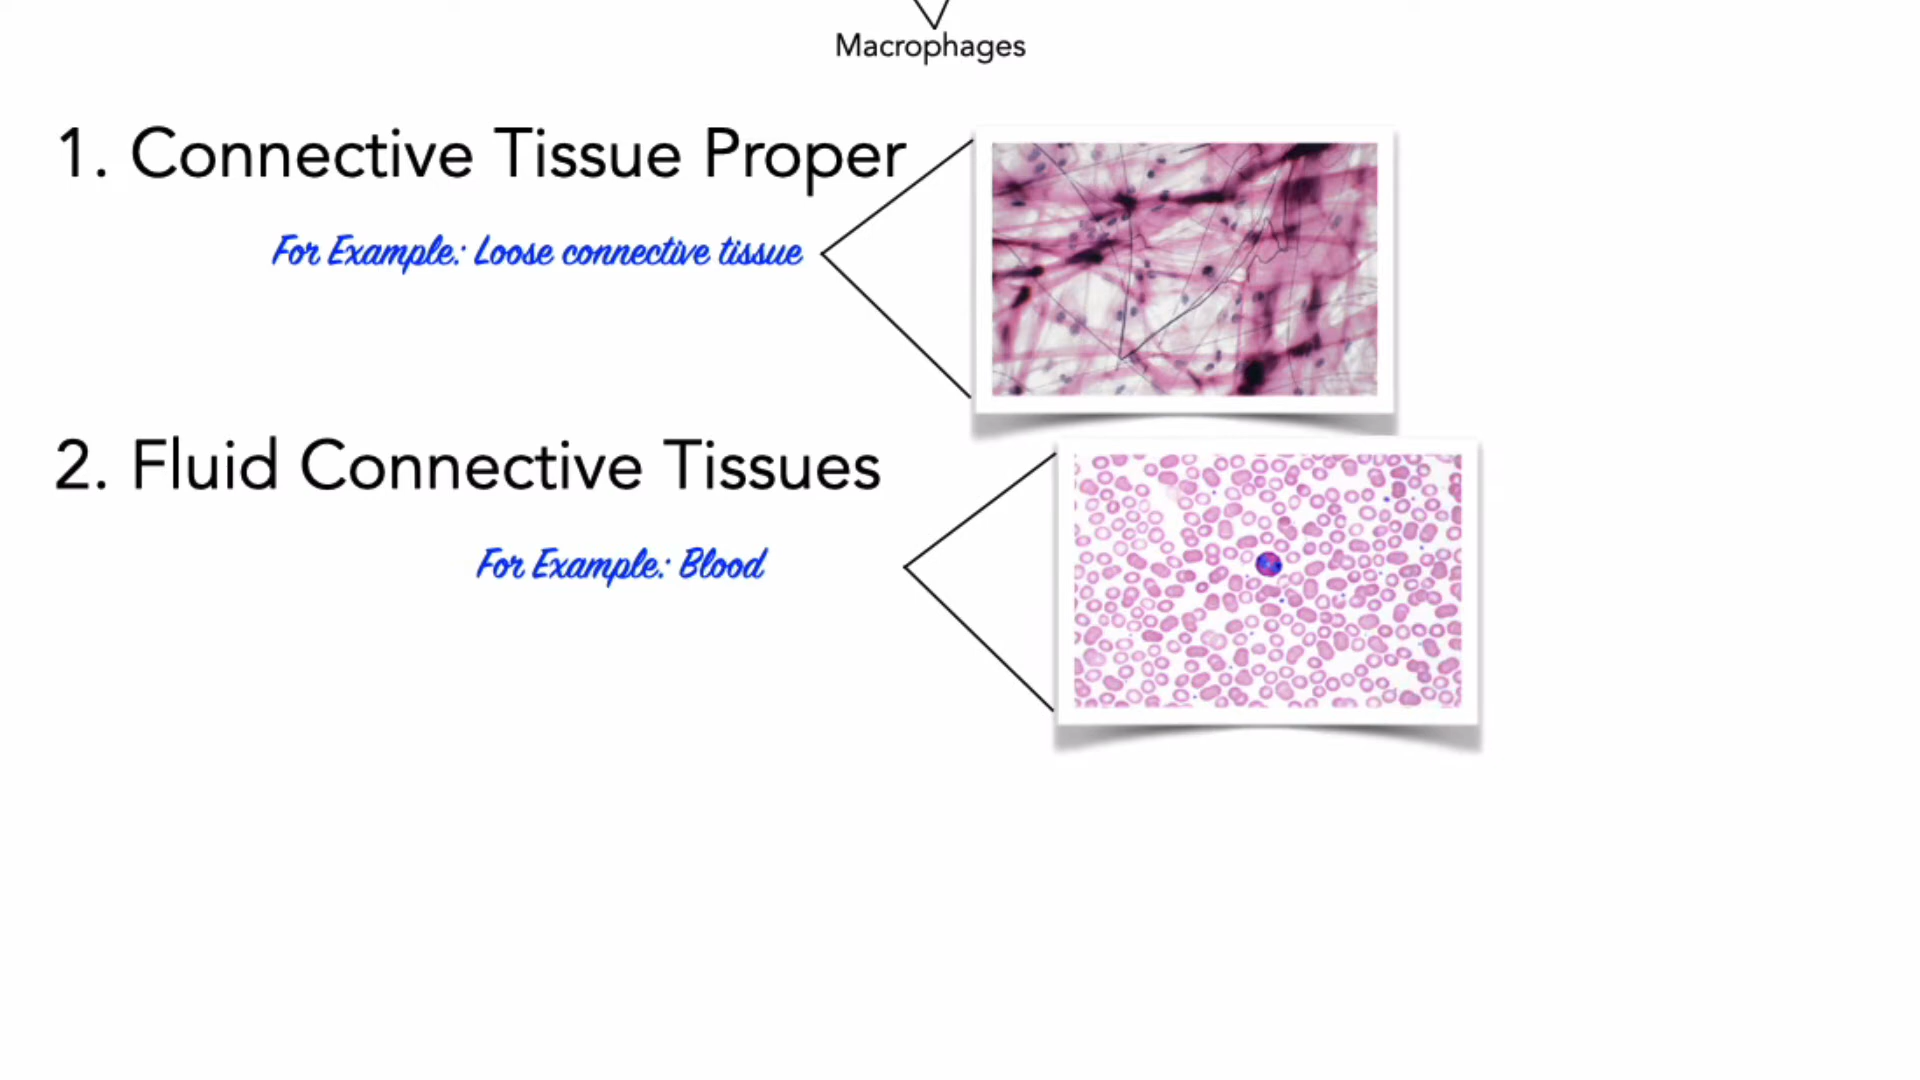 Macrophages
1. Connective Tissue Proper
For Example: Loose connective tissue
2. Fluid Connective Tissues
For Example: Blood